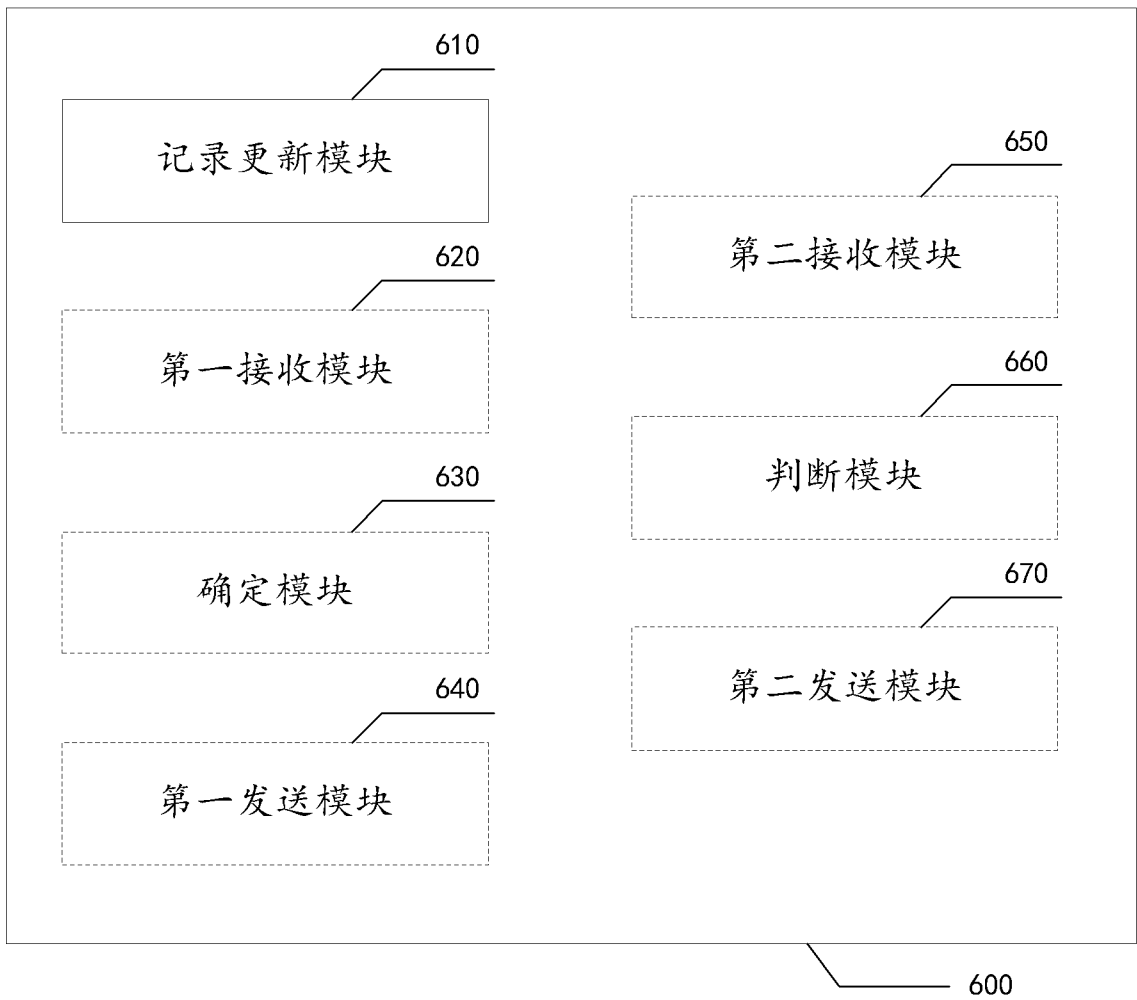 610
记录更新模块
620
第一接收模块
630
确定模块
640
第一发送模块
650
第二接收模块
660
判断模块
670
第二发送模块
600